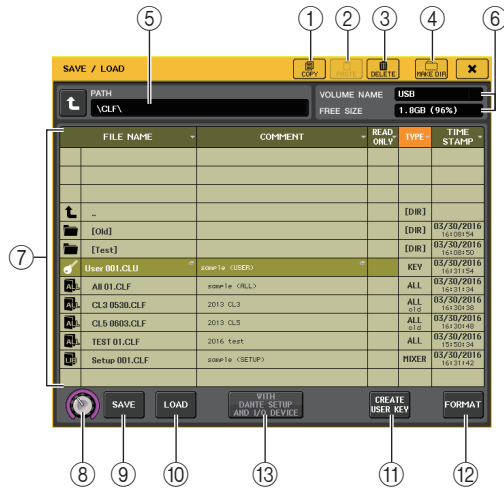 ① ② ③ ④ ⑤ ⑥
SAVE / LOAD
COPY PASTE DELETE MAKE DIR
PATH
\CLF\
VOLUME NAME USB
FREE SIZE 1.8GB (96%)
FILE NAME COMMENT READ ONLY TYPE TIME STAMP
.. [DIR]
[Old] [DIR] 03/30/2016 16:08:54
[Test] [DIR] 03/30/2016 16:08:50
User 001.CLU sample (USER) KEY 03/30/2016 16:31:54
ALL All 01.CLF sample (ALL) ALL 03/30/2016 16:31:34
ALL CL3 0530.CLF 2013 CL3 ALL old 03/30/2016 16:30:38
ALL CL5 0603.CLF 2013 CL5 ALL old 03/30/2016 16:30:48
ALL TEST 01.CLF 2016 test ALL 03/30/2016 15:50:34
LIB Setup 001.CLF sample (SETUP) MIXER 03/30/2016 16:31:42
⑦
SAVE LOAD WITH DANTE SETUP AND I/O DEVICE CREATE USER KEY FORMAT
⑧ ⑨ ⑩ ⑬ ⑪ ⑫